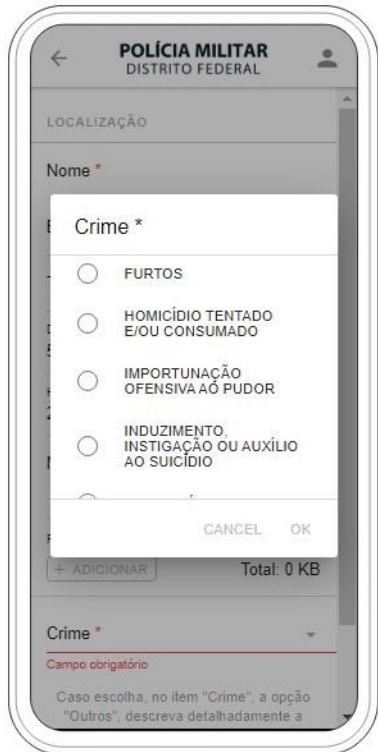 POLÍCIA MILITAR
DISTRITO FEDERAL
LOCALIZAÇÃO
Nome *
Crime *
FURTOS
HOMICÍDIO TENTADO
E/OU CONSUMADO
IMPORTUNAÇÃO
OFENSIVA AO PUDOR
INDUZIMENTO,
INSTIGAÇÃO OU AUXÍLIO
AO SUICÍDIO
CANCEL OK
+ ADICIONAR Total: 0 KB
Crime *
Campo obrigatório
Caso escolha, no item "Crime", a opção
"Outros", descreva detalhadamente a